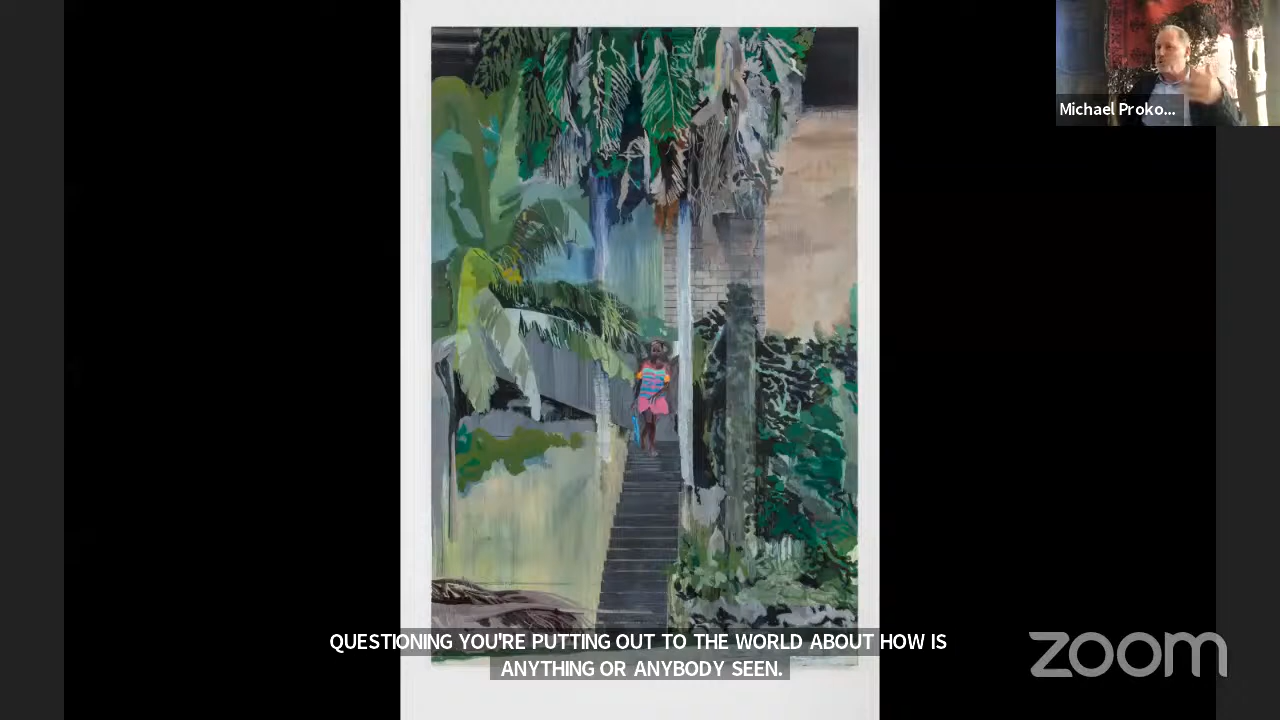 Michael Proko...
QUESTIONING YOU'RE PUTTING OUT TO THE WORLD ABOUT HOW IS
ANYTHING OR ANYBODY SEEN.
zoom